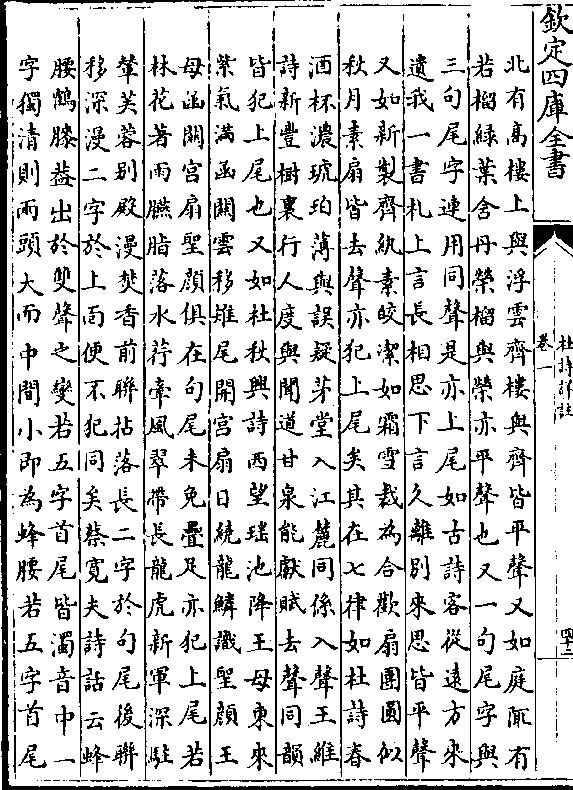 欽定四庫全書
杜詩詳註
卷一
北有高樓上與浮雲齊樓與齊皆平聲又如庭陬有
若榴綠葉含丹榮榴與榮亦平聲也又一句尾字與
三句尾字連用同聲是亦上尾如古詩客從遠方來
遺我一書札上言長相思下言久離別來思皆平聲
又如新製齊紈素皎潔如霜雪裁為合歡扇團圓似
秋月素扇皆去聲亦犯上尾矣其在七律如杜詩春
酒杯濃琥珀薄與誤疑茅堂入江麓同係入聲王維
詩新豐樹裏行人度與聞道甘泉能獻賦去聲同韻
皆犯上尾也又如杜秋興詩西望瑤池降王母東來
紫氣滿函關雲移雉尾開宮扇日繞龍鱗識聖顔王
母函關宮扇聖顔俱在句尾未免疊足亦犯上尾若
林花著雨臙脂落水荇牽風翠帶長龍虎新軍深駐
輦芙蓉別殿漫焚香前聯拈落長二字於句尾後聯
移深漫二字於上面便不犯同矣蔡寛夫詩話云蜂
腰鶴膝葢出於雙聲之變若五字首尾皆濁音中一
字獨清則兩頭大而中間小即為蜂腰若五字首尾